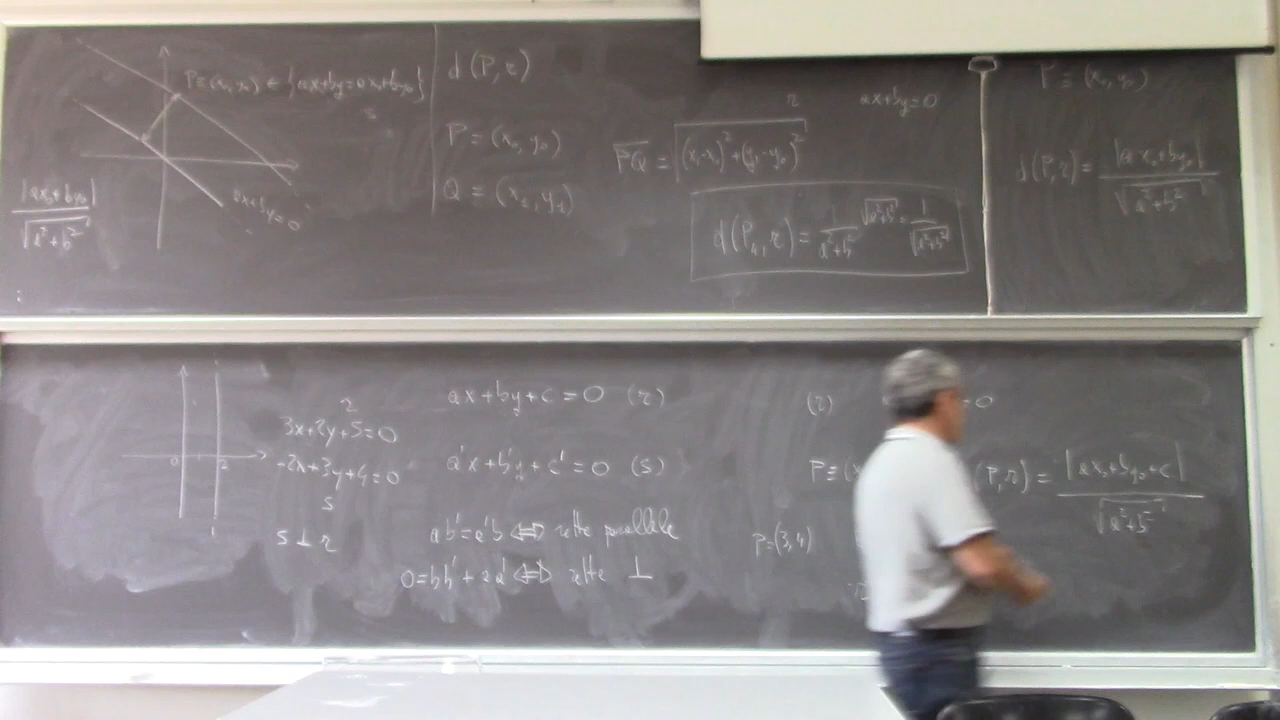 P≡(x₀,y₀) ∈ {ax+by=ax₀+by₀}
|ax₀+by₀|
√(a²+b²)
ax+by=0
d(P,r)
P≡(x₀,y₀)
Q≡(x₁,y₁)
r ax+by=0
PQ = √((x₁-x₀)²+(y₁-y₀)²)
d(P₁,r) = 1/(a²+b²) √(a²+b²) = 1/√(a²+b²)
P≡(x₀,y₀)
d(P,r) = |ax₀+by₀| / √(a²+b²)
0 2
r
3x+2y+5=0
-2x+3y+4=0
s
s⊥r
ax+by+c=0 (r)
a'x+b'y+c'=0 (s)
ab'=a'b ⇔ rette parallele
0=bb'+aa' ⇔ rette ⊥
(r) =0
P≡(x
(P,r) = |ax₀+by₀+c| / √(a²+b²)
P=(3,4)